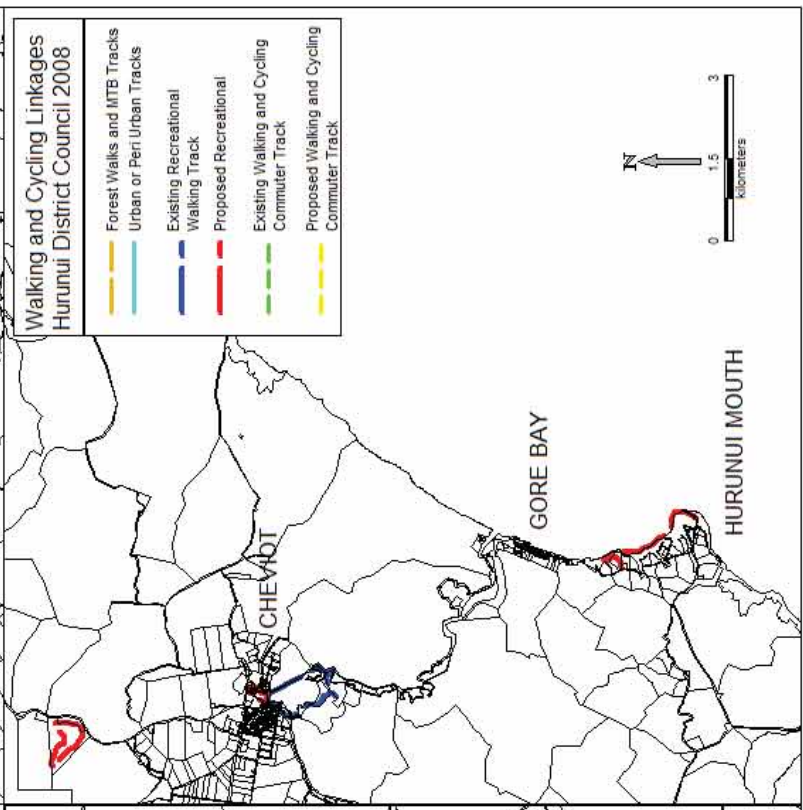 Walking and Cycling Linkages
Hurunui District Council 2008
Forest Walks and MTB Tracks
Urban or Peri Urban Tracks
Existing Recreational
Walking Track
Proposed Recreational
Existing Walking and Cycling
Commuter Track
Proposed Walking and Cycling
Commuter Track
CHEVIOT
GORE BAY
HURUNUI MOUTH
N
0 1.5 3
kilometers